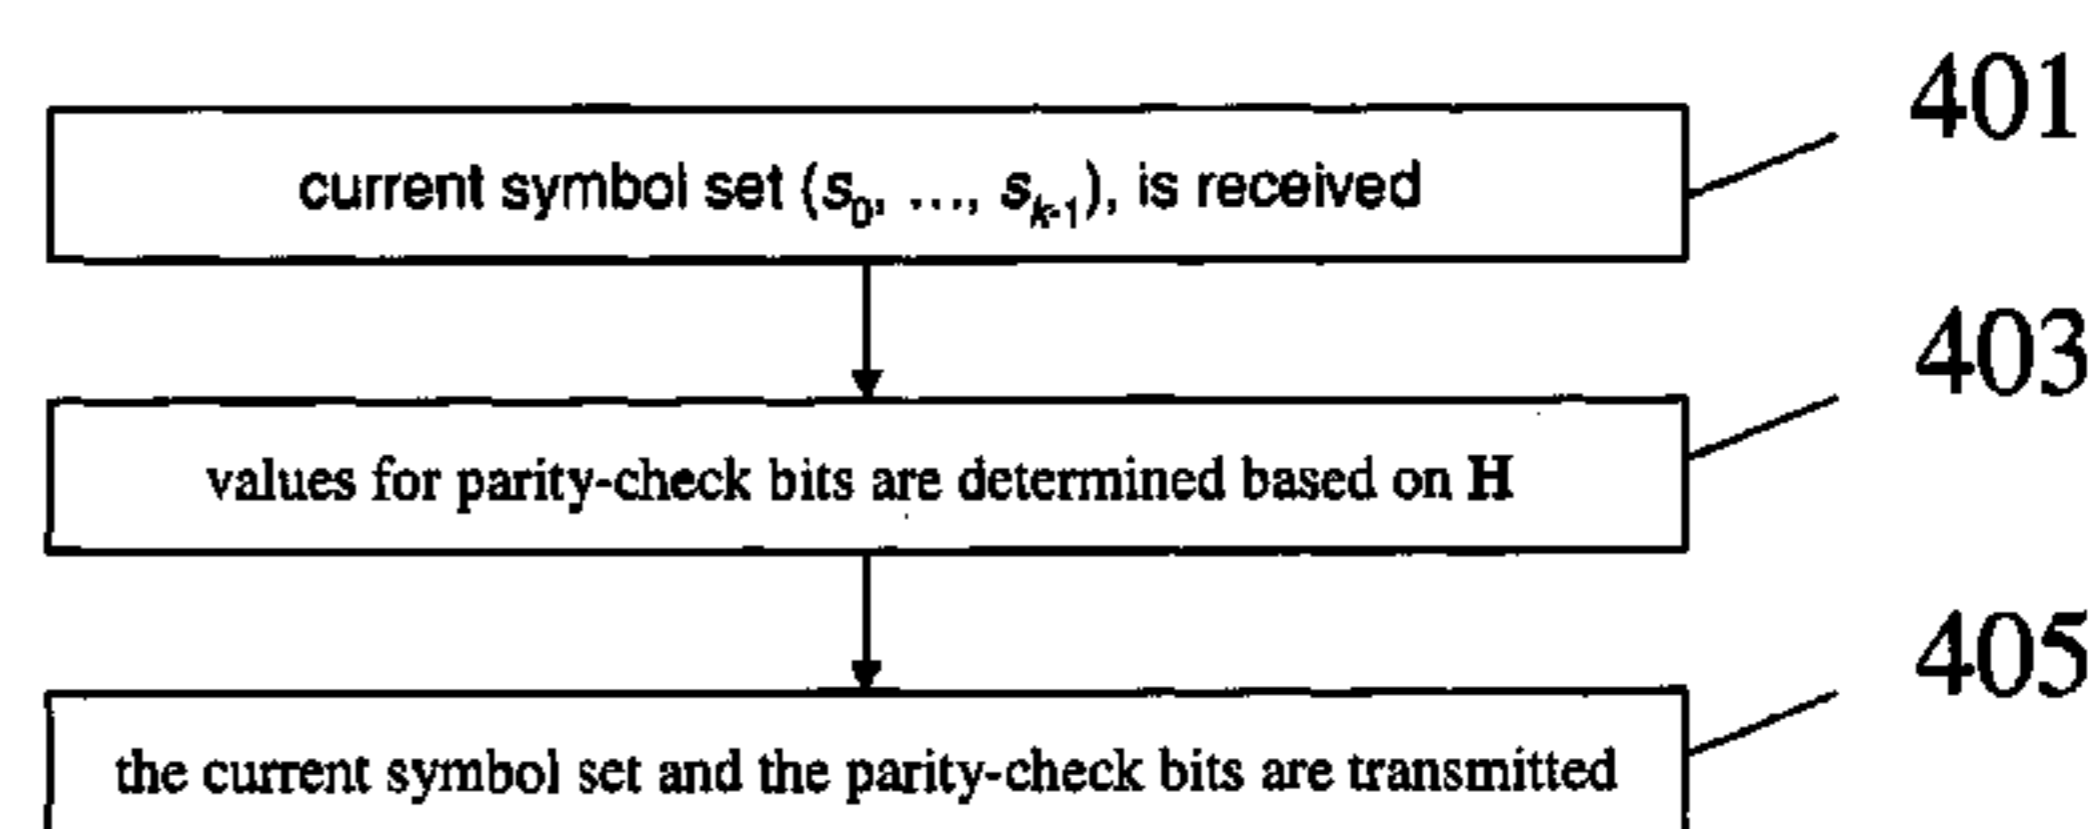 401
current symbol set (s₀, ..., sₖ₋₁), is received
403
values for parity-check bits are determined based on H
405
the current symbol set and the parity-check bits are transmitted